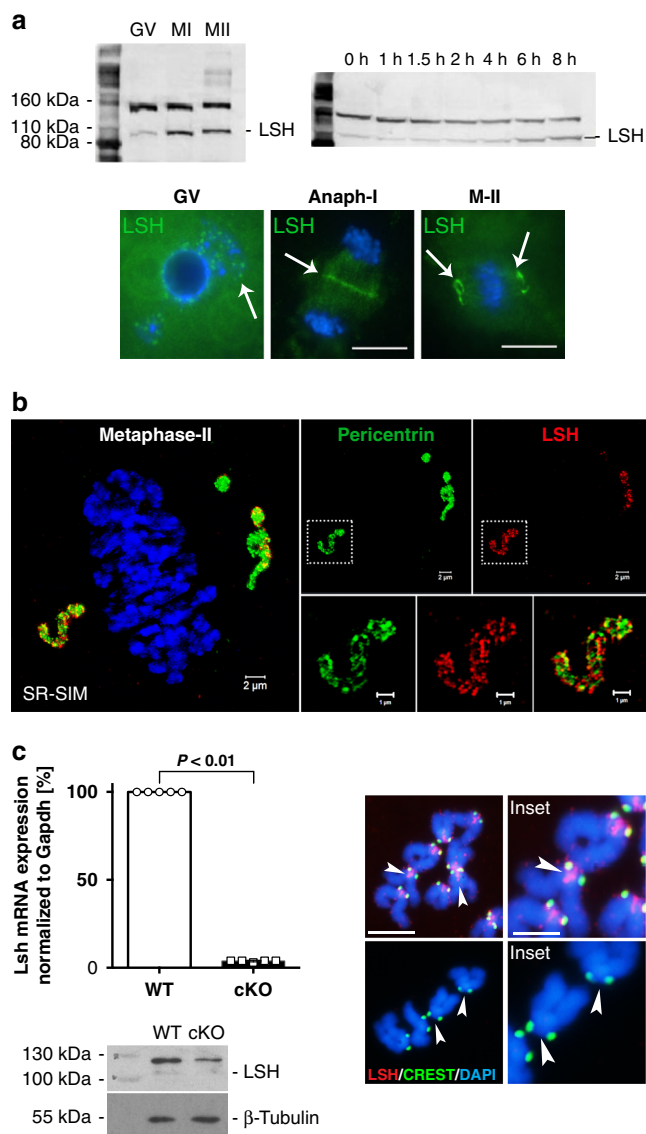 a
GV MI MII
160 kDa -
110 kDa -
80 kDa -
- LSH
0 h 1 h 1.5 h 2 h 4 h 6 h 8 h
LSH
GV Anaph-I M-II
LSH LSH LSH
b
Metaphase-II
SR-SIM
2 µm
Pericentrin
2 µm
LSH
2 µm
1 µm 1 µm 1 µm
c
P < 0.01
Lsh mRNA expression
normalized to Gapdh [%]
100
50
0
WT cKO
WT cKO
130 kDa -
100 kDa -
- LSH
55 kDa -
- β-Tubulin
Inset
Inset
LSH/CREST/DAPI